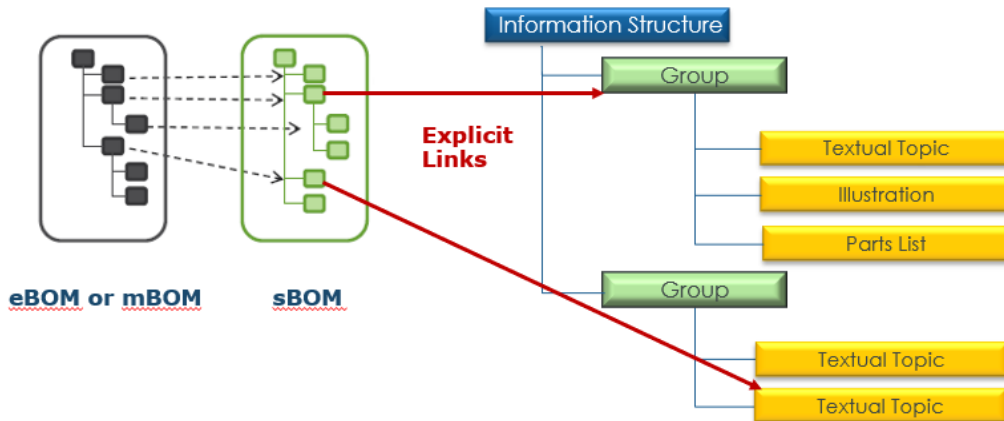 Information Structure
Group
Explicit
Links
Textual Topic
Illustration
Parts List
eBOM or mBOM
sBOM
Group
Textual Topic
Textual Topic